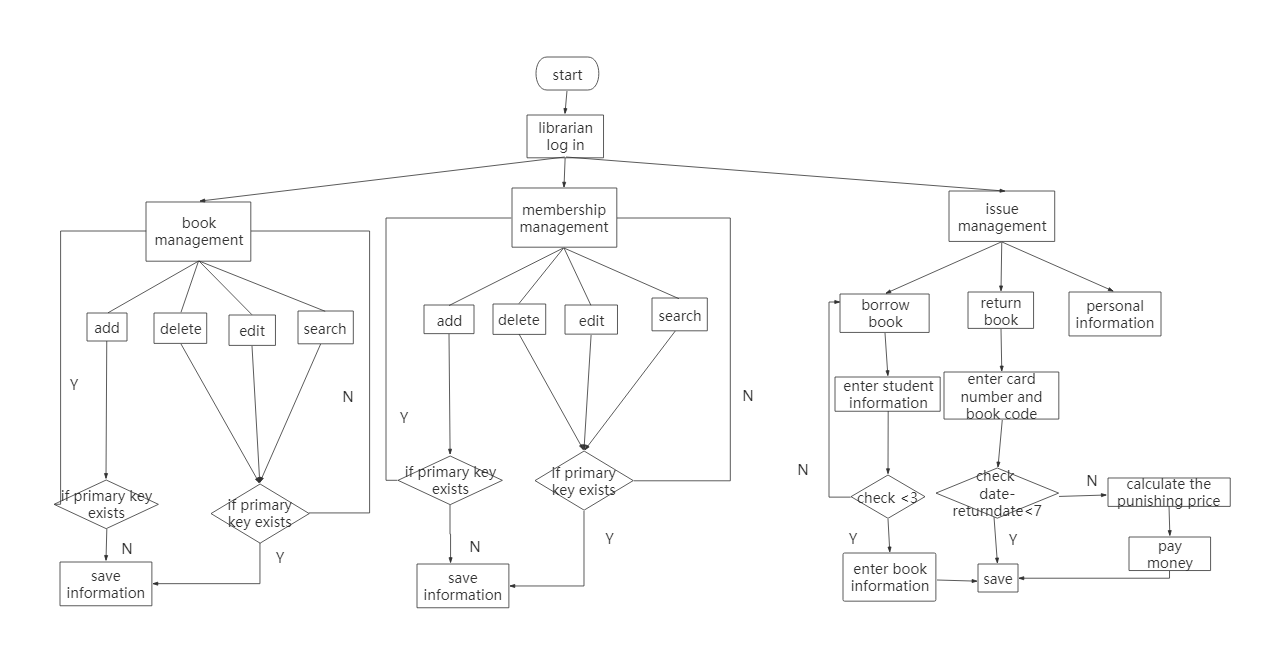 start
librarian
log in
book
management
membership
management
issue
management
add
delete
edit
search
add
delete
edit
search
borrow
book
return
book
personal
information
Y
N
Y
N
enter student
information
enter card
number and
book code
N
if primary key
exists
if primary
key exists
if primary key
exists
if primary
key exists
check <3
check
date-
returndate<7
N
calculate the
punishing price
N
Y
N
Y
Y
Y
pay
money
save
information
save
information
enter book
information
save